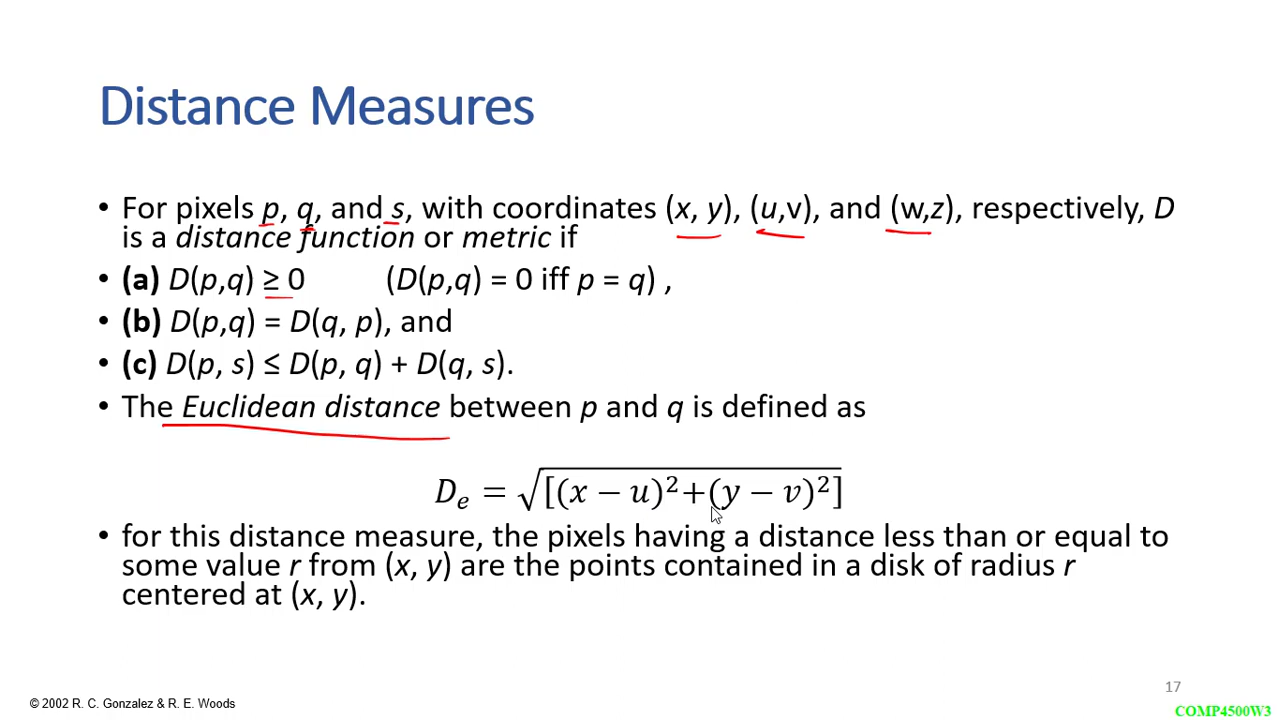 Distance Measures
• For pixels p, q, and s, with coordinates (x, y), (u,v), and (w,z), respectively, D
is a distance function or metric if
• (a) D(p,q) ≥ 0 (D(p,q) = 0 iff p = q) ,
• (b) D(p,q) = D(q, p), and
• (c) D(p, s) ≤ D(p, q) + D(q, s).
• The Euclidean distance between p and q is defined as
Dₑ = √[(x − u)²+(y − v)²]
• for this distance measure, the pixels having a distance less than or equal to
some value r from (x, y) are the points contained in a disk of radius r
centered at (x, y).
17
© 2002 R. C. Gonzalez & R. E. Woods
COMP4500W3